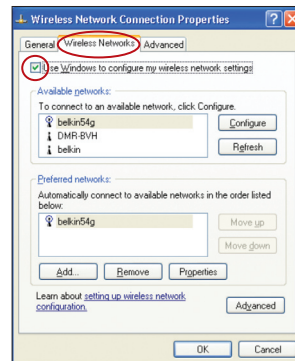 Wireless Network Connection Properties
General Wireless Networks Advanced
Use Windows to configure my wireless network settings
Available networks:
To connect to an available network, click Configure.
belkin54g
DMR-BVH
belkin
Configure
Refresh
Preferred networks:
Automatically connect to available networks in the order listed
below:
belkin54g
Move up
Move down
Add... Remove Properties
Learn about setting up wireless network
configuration.
Advanced
OK Cancel